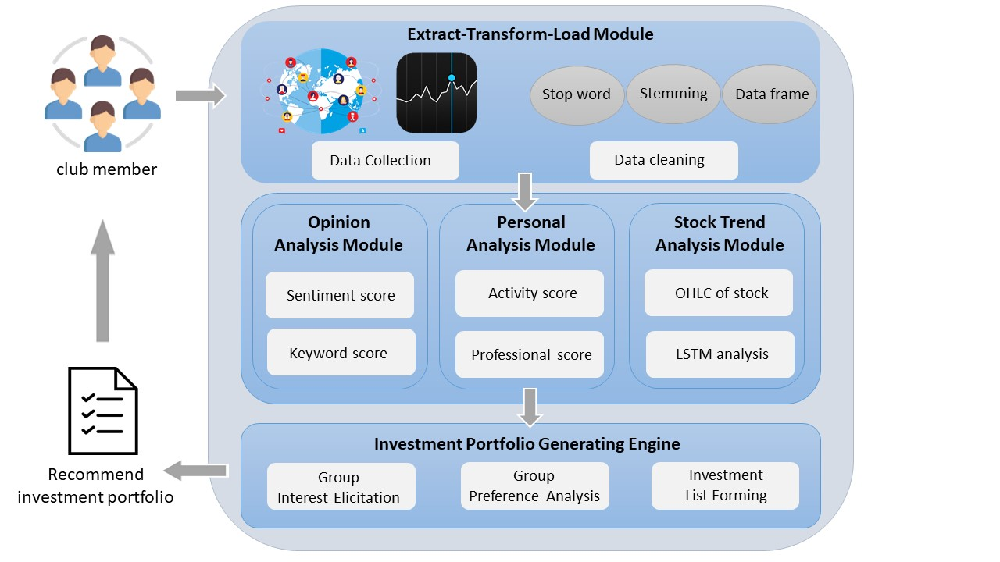 Extract-Transform-Load Module
Stop word
Stemming
Data frame
Data Collection
Data cleaning
club member
Opinion
Analysis Module
Sentiment score
Keyword score
Personal
Analysis Module
Activity score
Professional score
Stock Trend
Analysis Module
OHLC of stock
LSTM analysis
Investment Portfolio Generating Engine
Group
Interest Elicitation
Group
Preference Analysis
Investment
List Forming
Recommend
investment portfolio